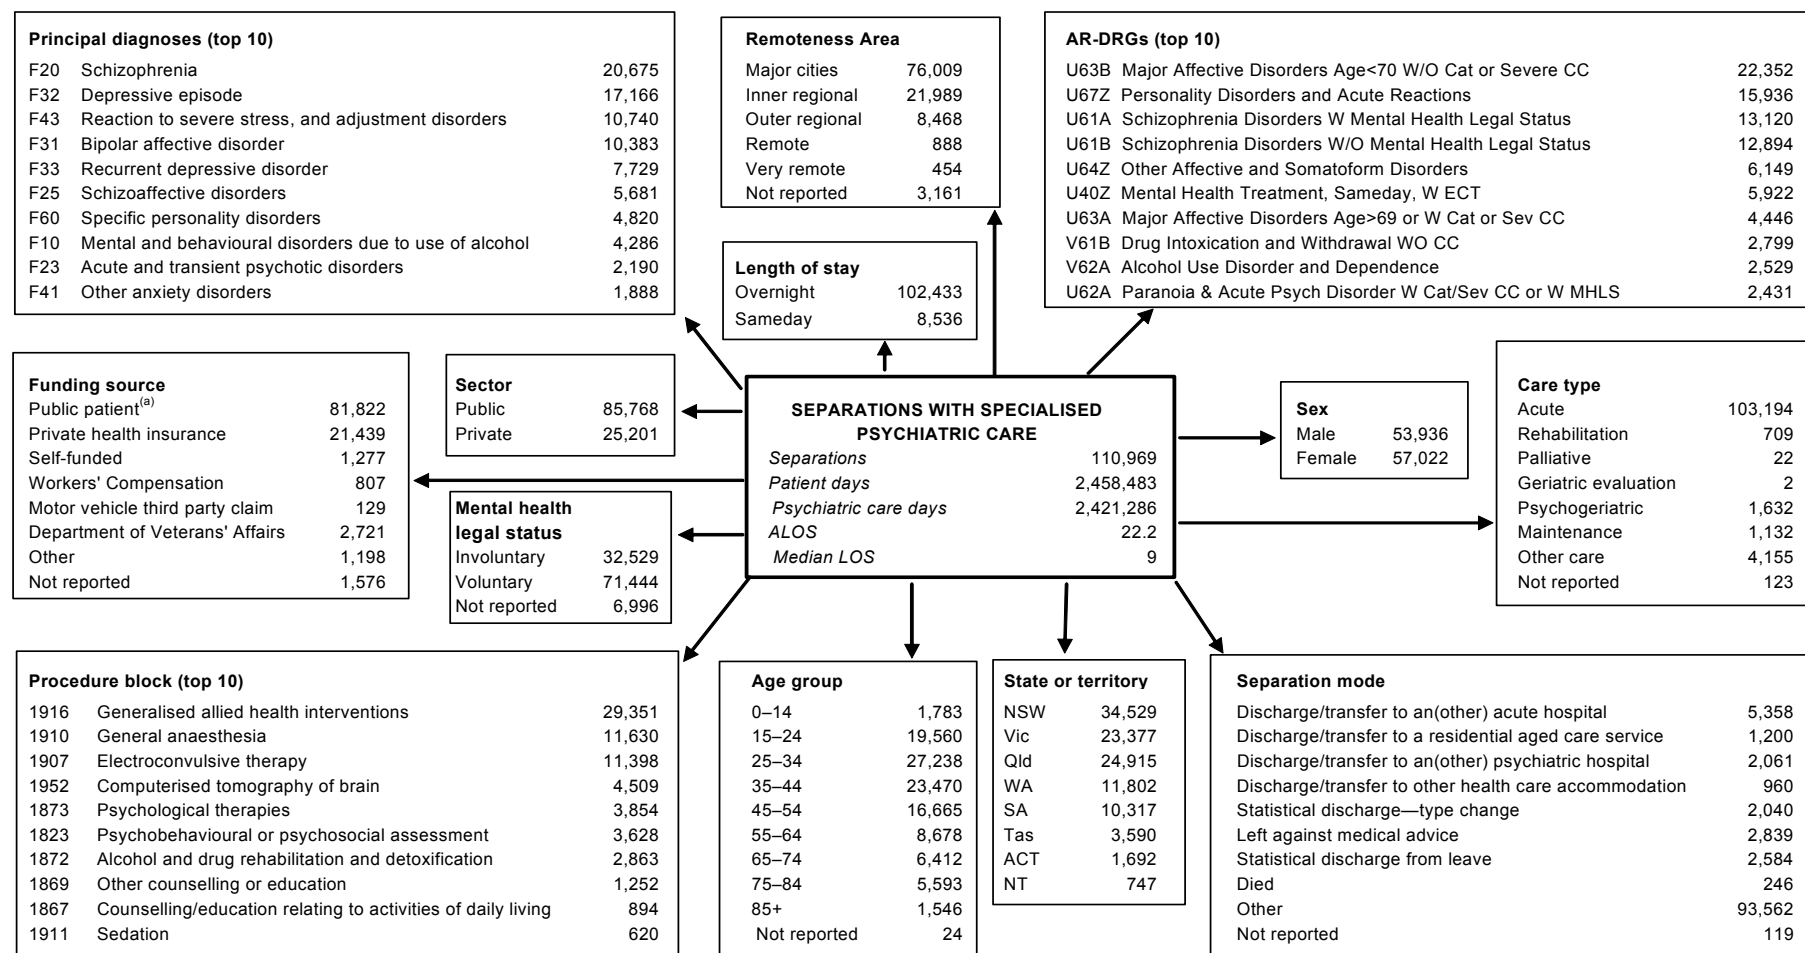 Principal diagnoses (top 10)
F20 Schizophrenia 20,675
F32 Depressive episode 17,166
F43 Reaction to severe stress, and adjustment disorders 10,740
F31 Bipolar affective disorder 10,383
F33 Recurrent depressive disorder 7,729
F25 Schizoaffective disorders 5,681
F60 Specific personality disorders 4,820
F10 Mental and behavioural disorders due to use of alcohol 4,286
F23 Acute and transient psychotic disorders 2,190
F41 Other anxiety disorders 1,888
Remoteness Area
Major cities 76,009
Inner regional 21,989
Outer regional 8,468
Remote 888
Very remote 454
Not reported 3,161
AR-DRGs (top 10)
U63B Major Affective Disorders Age<70 W/O Cat or Severe CC 22,352
U67Z Personality Disorders and Acute Reactions 15,936
U61A Schizophrenia Disorders W Mental Health Legal Status 13,120
U61B Schizophrenia Disorders W/O Mental Health Legal Status 12,894
U64Z Other Affective and Somatoform Disorders 6,149
U40Z Mental Health Treatment, Sameday, W ECT 5,922
U63A Major Affective Disorders Age>69 or W Cat or Sev CC 4,446
V61B Drug Intoxication and Withdrawal WO CC 2,799
V62A Alcohol Use Disorder and Dependence 2,529
U62A Paranoia & Acute Psych Disorder W Cat/Sev CC or W MHLS 2,431
Length of stay
Overnight 102,433
Sameday 8,536
Funding source
Public patient(a) 81,822
Private health insurance 21,439
Self-funded 1,277
Workers' Compensation 807
Motor vehicle third party claim 129
Department of Veterans' Affairs 2,721
Other 1,198
Not reported 1,576
Sector
Public 85,768
Private 25,201
Mental health
legal status
Involuntary 32,529
Voluntary 71,444
Not reported 6,996
SEPARATIONS WITH SPECIALISED
PSYCHIATRIC CARE
Separations 110,969
Patient days 2,458,483
Psychiatric care days 2,421,286
ALOS 22.2
Median LOS 9
Sex
Male 53,936
Female 57,022
Care type
Acute 103,194
Rehabilitation 709
Palliative 22
Geriatric evaluation 2
Psychogeriatric 1,632
Maintenance 1,132
Other care 4,155
Not reported 123
Procedure block (top 10)
1916 Generalised allied health interventions 29,351
1910 General anaesthesia 11,630
1907 Electroconvulsive therapy 11,398
1952 Computerised tomography of brain 4,509
1873 Psychological therapies 3,854
1823 Psychobehavioural or psychosocial assessment 3,628
1872 Alcohol and drug rehabilitation and detoxification 2,863
1869 Other counselling or education 1,252
1867 Counselling/education relating to activities of daily living 894
1911 Sedation 620
Age group
0–14 1,783
15–24 19,560
25–34 27,238
35–44 23,470
45–54 16,665
55–64 8,678
65–74 6,412
75–84 5,593
85+ 1,546
Not reported 24
State or territory
NSW 34,529
Vic 23,377
Qld 24,915
WA 11,802
SA 10,317
Tas 3,590
ACT 1,692
NT 747
Separation mode
Discharge/transfer to an(other) acute hospital 5,358
Discharge/transfer to a residential aged care service 1,200
Discharge/transfer to an(other) psychiatric hospital 2,061
Discharge/transfer to other health care accommodation 960
Statistical discharge—type change 2,040
Left against medical advice 2,839
Statistical discharge from leave 2,584
Died 246
Other 93,562
Not reported 119